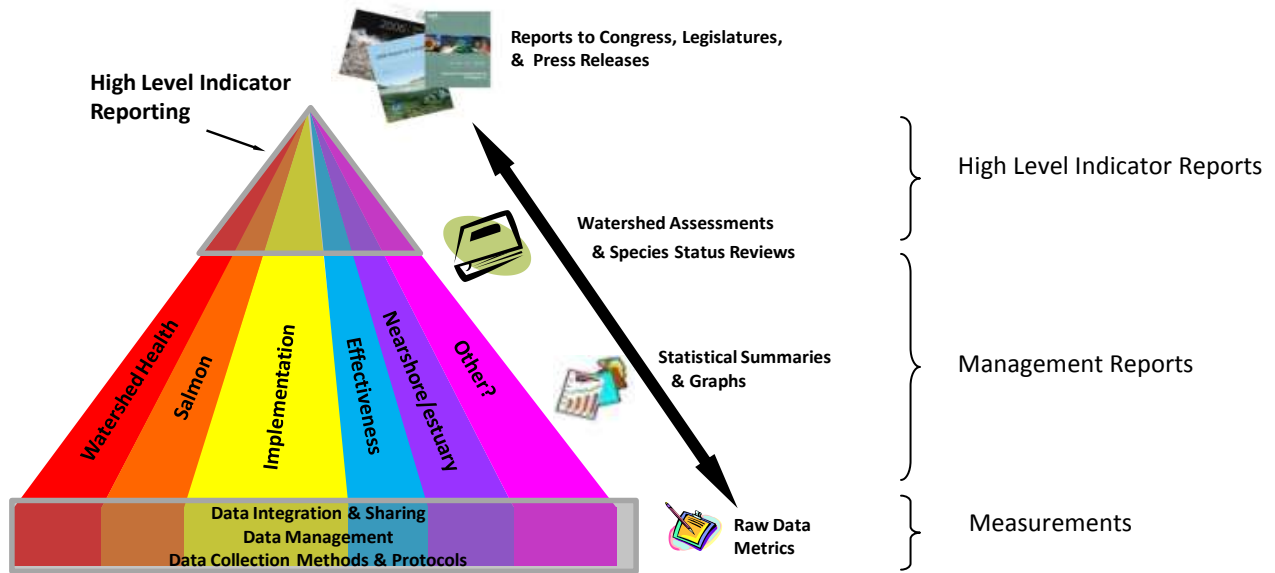 Reports to Congress, Legislatures,
& Press Releases
High Level Indicator
Reporting
High Level Indicator Reports
Watershed Assessments
& Species Status Reviews
Watershed Health
Salmon
Implementation
Effectiveness
Nearshore/estuary
Other?
Statistical Summaries
& Graphs
Management Reports
Data Integration & Sharing
Data Management
Data Collection Methods & Protocols
Raw Data
Metrics
Measurements